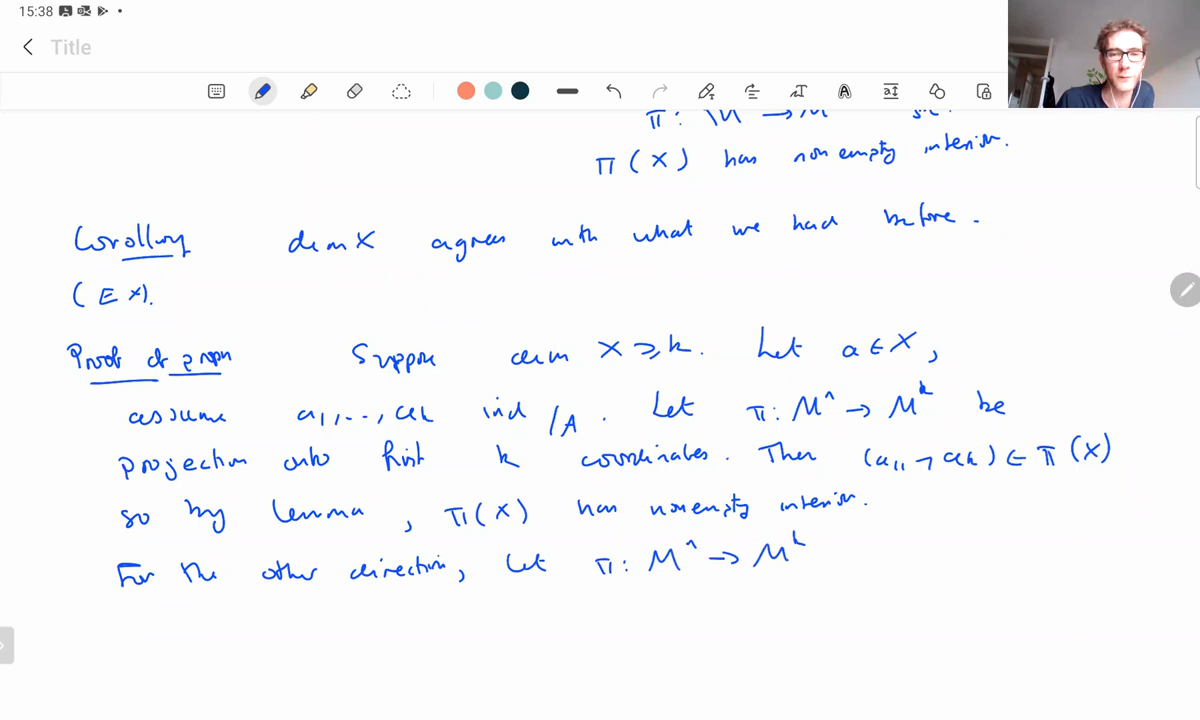 15:38
Title
π : M → M
π(X) has nonempty interior.
Corollary dim X agrees with what we had before.
(Ex).
Proof of propn Suppose dim X ≥ k. Let a ∈ X,
assume a₁, ..., aₖ ind /A. Let π : Mⁿ → Mᵏ be
projection onto first k coordinates. Then (a₁, , aₖ) ∈ π(X)
so by lemma, π(X) has nonempty interior.
For the other direction, let π : Mⁿ → Mᵏ